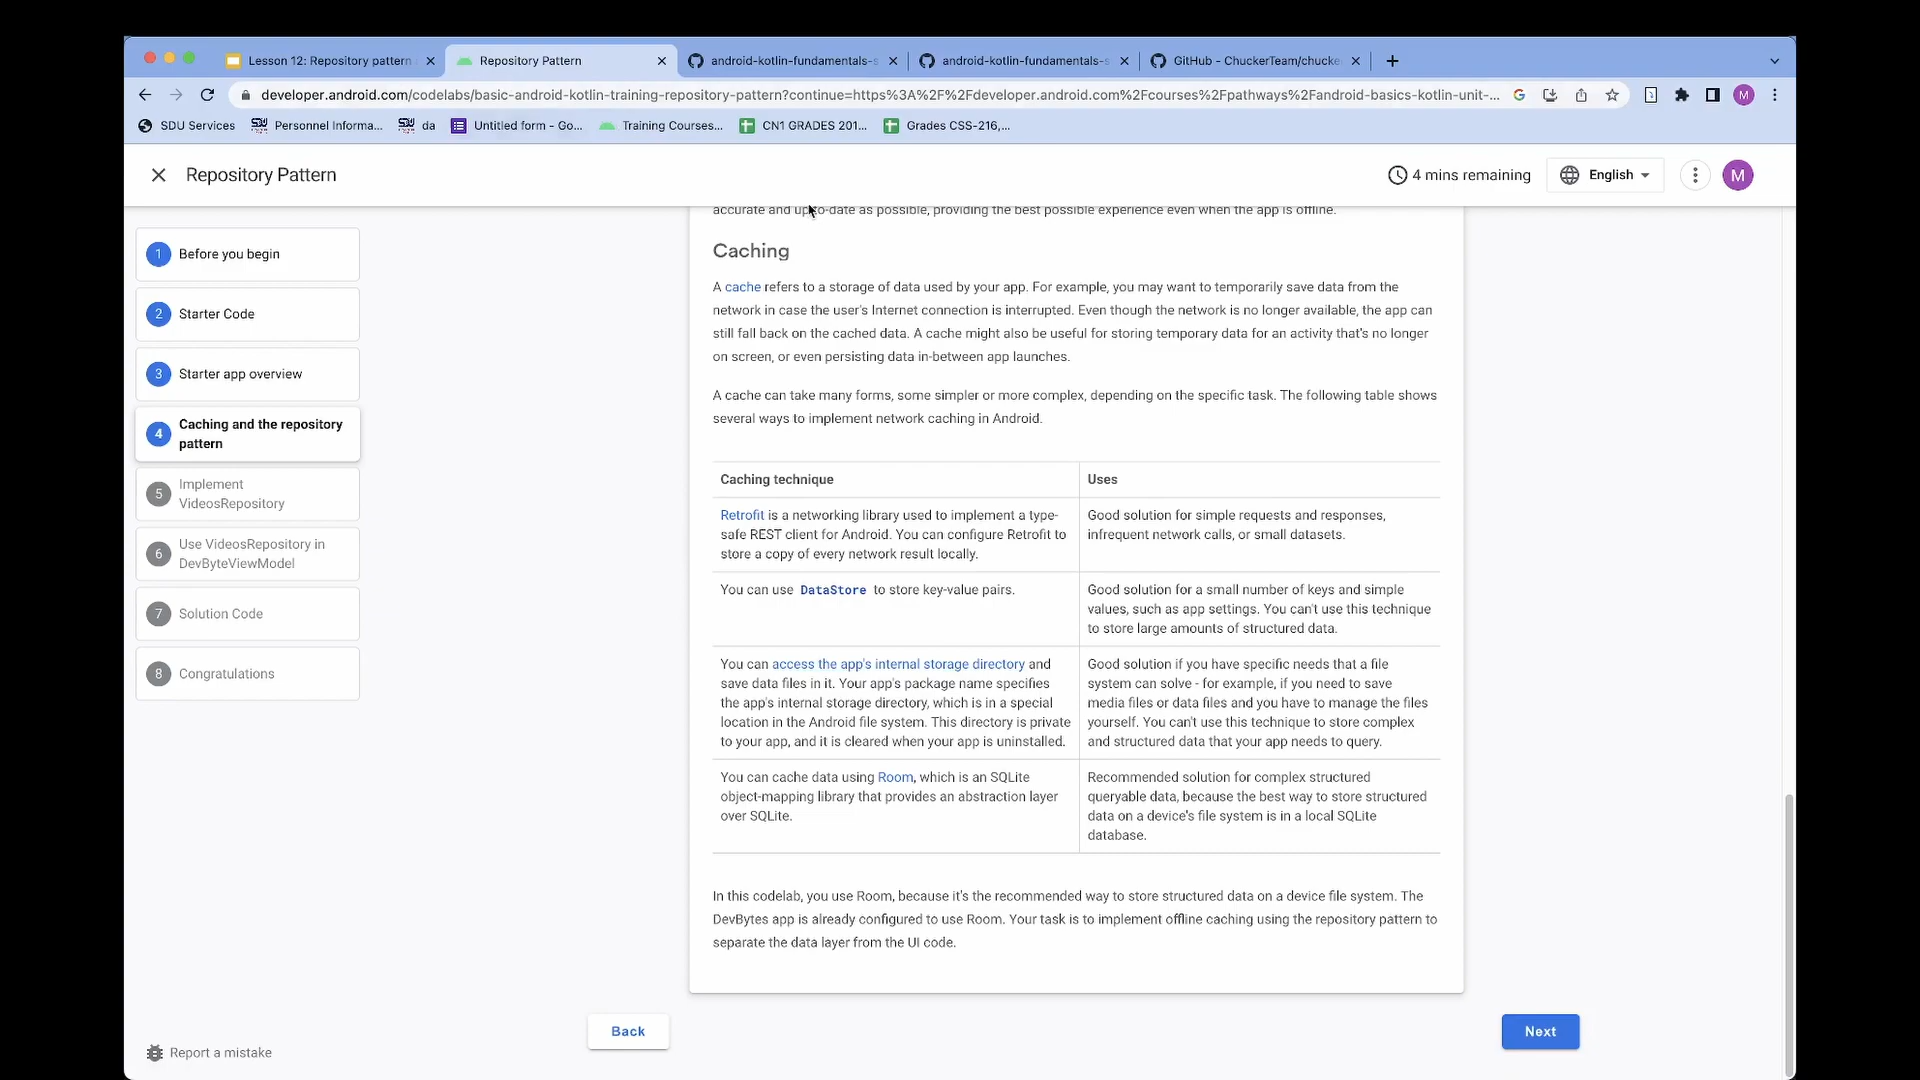 Lesson 12: Repository pattern
Repository Pattern
android-kotlin-fundamentals-s
android-kotlin-fundamentals-s
GitHub - ChuckerTeam/chucke
developer.android.com/codelabs/basic-android-kotlin-training-repository-pattern?continue=https%3A%2F%2Fdeveloper.android.com%2Fcourses%2Fpathways%2Fandroid-basics-kotlin-unit-...
M
SDU Services
Personnel Informa...
da
Untitled form - Go...
Training Courses...
CN1 GRADES 201...
Grades CSS-216,...
Repository Pattern
4 mins remaining
English
M
1 Before you begin
2 Starter Code
3 Starter app overview
4 Caching and the repository
pattern
5 Implement
VideosRepository
6 Use VideosRepository in
DevByteViewModel
7 Solution Code
8 Congratulations
Report a mistake
accurate and up-to-date as possible, providing the best possible experience even when the app is offline.
Caching
A cache refers to a storage of data used by your app. For example, you may want to temporarily save data from the
network in case the user's Internet connection is interrupted. Even though the network is no longer available, the app can
still fall back on the cached data. A cache might also be useful for storing temporary data for an activity that's no longer
on screen, or even persisting data in-between app launches.
A cache can take many forms, some simpler or more complex, depending on the specific task. The following table shows
several ways to implement network caching in Android.
Caching technique
Uses
Retrofit is a networking library used to implement a type-
safe REST client for Android. You can configure Retrofit to
store a copy of every network result locally.
Good solution for simple requests and responses,
infrequent network calls, or small datasets.
You can use DataStore to store key-value pairs.
Good solution for a small number of keys and simple
values, such as app settings. You can't use this technique
to store large amounts of structured data.
You can access the app's internal storage directory and
save data files in it. Your app's package name specifies
the app's internal storage directory, which is in a special
location in the Android file system. This directory is private
to your app, and it is cleared when your app is uninstalled.
Good solution if you have specific needs that a file
system can solve - for example, if you need to save
media files or data files and you have to manage the files
yourself. You can't use this technique to store complex
and structured data that your app needs to query.
You can cache data using Room, which is an SQLite
object-mapping library that provides an abstraction layer
over SQLite.
Recommended solution for complex structured
queryable data, because the best way to store structured
data on a device's file system is in a local SQLite
database.
In this codelab, you use Room, because it's the recommended way to store structured data on a device file system. The
DevBytes app is already configured to use Room. Your task is to implement offline caching using the repository pattern to
separate the data layer from the UI code.
Back
Next